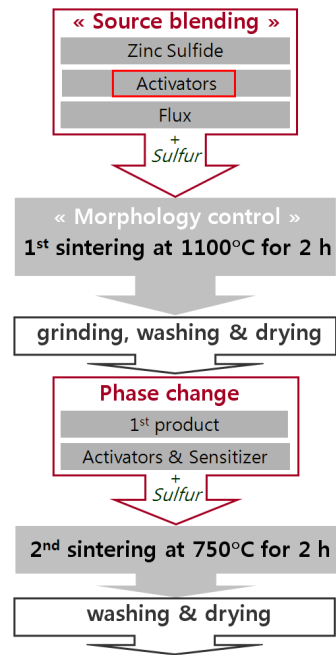 « Source blending »
Zinc Sulfide
Activators
Flux
+
Sulfur
« Morphology control »
1st sintering at 1100°C for 2 h
grinding, washing & drying
Phase change
1st product
Activators & Sensitizer
+
Sulfur
2nd sintering at 750°C for 2 h
washing & drying